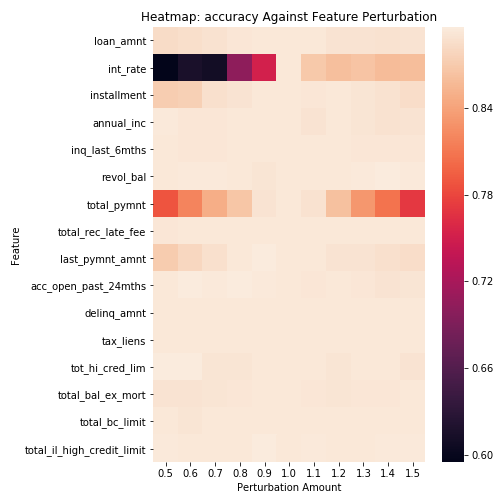 Heatmap: accuracy Against Feature Perturbation
Feature
loan_amnt
int_rate
installment
annual_inc
inq_last_6mths
revol_bal
total_pymnt
total_rec_late_fee
last_pymnt_amnt
acc_open_past_24mths
delinq_amnt
tax_liens
tot_hi_cred_lim
total_bal_ex_mort
total_bc_limit
total_il_high_credit_limit
0.5 0.6 0.7 0.8 0.9 1.0 1.1 1.2 1.3 1.4 1.5
Perturbation Amount
0.84
0.78
0.72
0.66
0.60